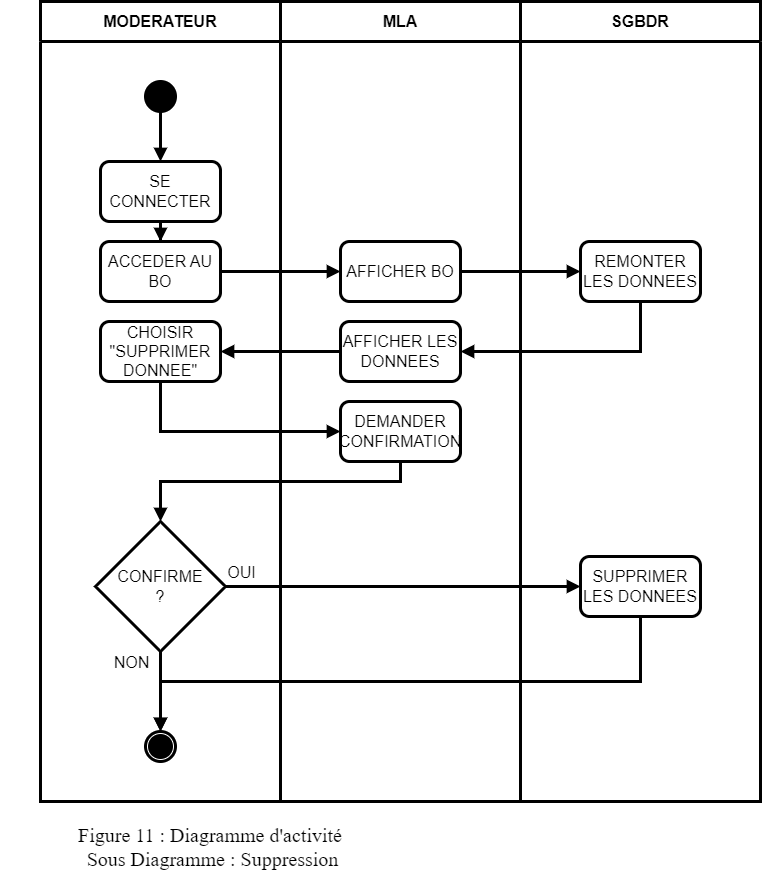 MODERATEUR
MLA
SGBDR
SE
CONNECTER
ACCEDER AU
BO
AFFICHER BO
REMONTER
LES DONNEES
CHOISIR
"SUPPRIMER
DONNEE"
AFFICHER LES
DONNEES
DEMANDER
CONFIRMATION
CONFIRME
?
OUI
SUPPRIMER
LES DONNEES
NON
Figure 11 : Diagramme d'activité
Sous Diagramme : Suppression